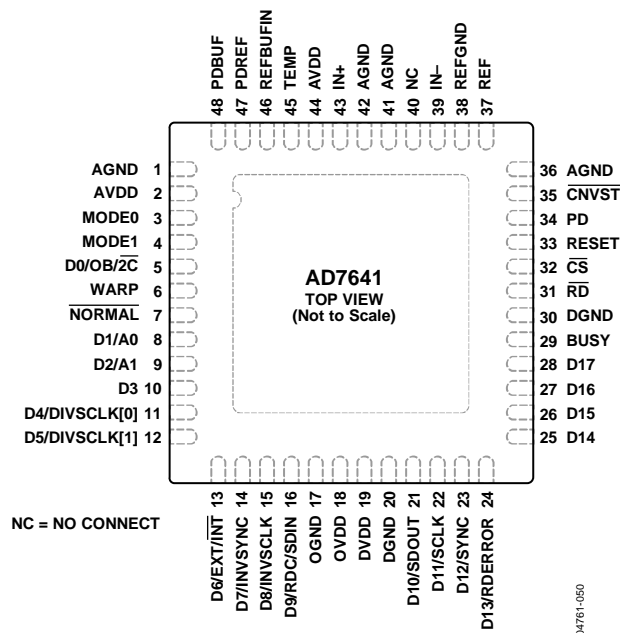 48 PDBUF
47 PDREF
46 REFBUFIN
45 TEMP
44 AVDD
43 IN+
42 AGND
41 AGND
40 NC
39 IN–
38 REFGND
37 REF
AGND 1
AVDD 2
MODE0 3
MODE1 4
D0/OB/2C̅ 5
WARP 6
N̅O̅R̅M̅A̅L̅ 7
D1/A0 8
D2/A1 9
D3 10
D4/DIVSCLK[0] 11
D5/DIVSCLK[1] 12
AD7641
TOP VIEW
(Not to Scale)
36 AGND
35 C̅N̅V̅S̅T̅
34 PD
33 RESET
32 C̅S̅
31 R̅D̅
30 DGND
29 BUSY
28 D17
27 D16
26 D15
25 D14
NC = NO CONNECT
D6/EXT/I̅N̅T̅ 13
D7/INVSYNC 14
D8/INVSCLK 15
D9/RDC/SDIN 16
OGND 17
OVDD 18
DVDD 19
DGND 20
D10/SDOUT 21
D11/SCLK 22
D12/SYNC 23
D13/RDERROR 24
04761-050